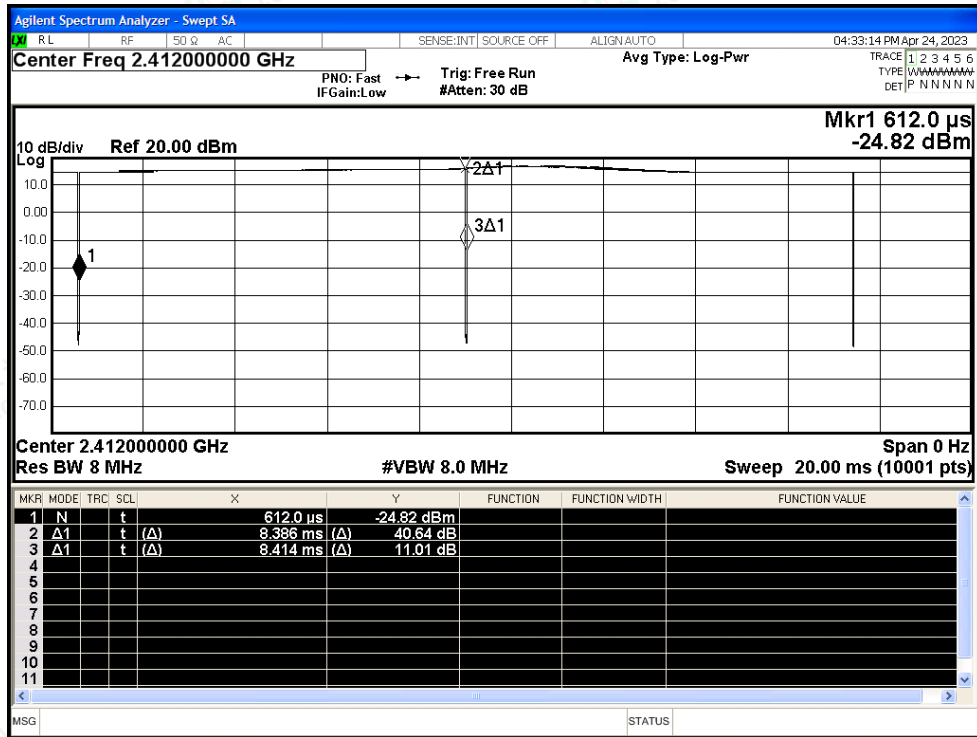 Agilent Spectrum Analyzer - Swept SA
LXI RL RF 50 Ω AC SENSE:INT SOURCE OFF ALIGN AUTO 04:33:14 PM Apr 24, 2023
Center Freq 2.412000000 GHz
PNO: Fast
IFGain:Low
Trig: Free Run
#Atten: 30 dB
Avg Type: Log-Pwr
TRACE 1 2 3 4 5 6
TYPE WWWWWW
DET P N N N N N
Mkr1 612.0 µs
-24.82 dBm
10 dB/div Ref 20.00 dBm
Log
2Δ1
10.0
0.00
3Δ1
-10.0
1
-20.0
-30.0
-40.0
-50.0
-60.0
-70.0
Center 2.412000000 GHz Span 0 Hz
Res BW 8 MHz #VBW 8.0 MHz Sweep 20.00 ms (10001 pts)
MKR MODE TRC SCL X Y FUNCTION FUNCTION WIDTH FUNCTION VALUE
1 N t 612.0 µs -24.82 dBm
2 Δ1 t (Δ) 8.386 ms (Δ) 40.64 dB
3 Δ1 t (Δ) 8.414 ms (Δ) 11.01 dB
4
5
6
7
8
9
10
11
MSG STATUS